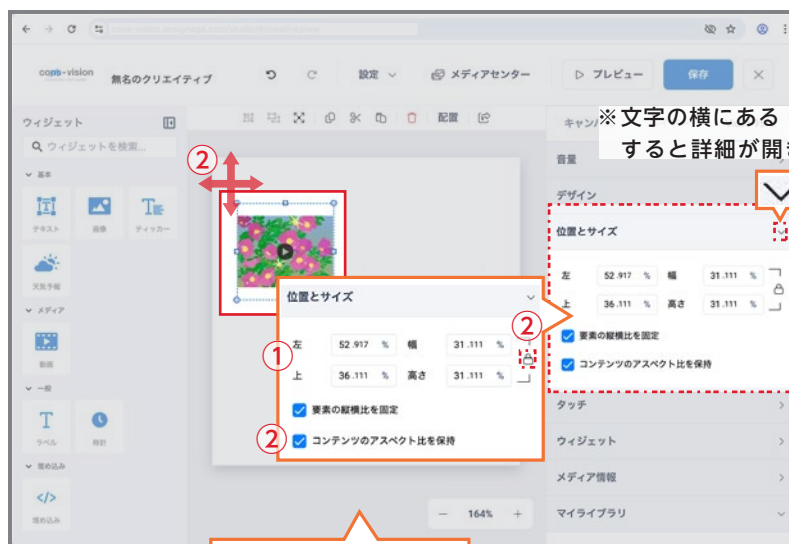 cops-vision
無名のクリエイティブ
設定
メディアセンター
プレビュー
保存
ウィジェット
ウィジェットを検索...
基本
テキスト
画像
ティッカー
天気予報
メディア
動画
一般
ラベル
時計
埋め込み
埋め込み
配置
②
位置とサイズ
①
左 52.917 % 幅 31.111 %
②
上 36.111 % 高さ 31.111 %
要素の縦横比を固定
②
コンテンツのアスペクト比を保持
164%
※文字の横にある
すると詳細が開き
音量
デザイン
位置とサイズ
左 52.917 % 幅 31.111 %
上 36.111 % 高さ 31.111 %
要素の縦横比を固定
コンテンツのアスペクト比を保持
タッチ
ウィジェット
メディア情報
マイライブラリ